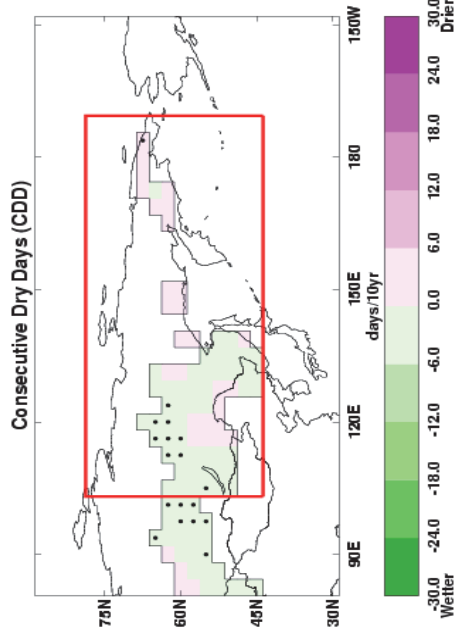 Consecutive Dry Days (CDD)
75N
60N
45N
30N
90E
120E
150E
180
150W
days/10yr
-30.0
-24.0
-18.0
-12.0
-6.0
0.0
6.0
12.0
18.0
24.0
30.0
Wetter
Drier